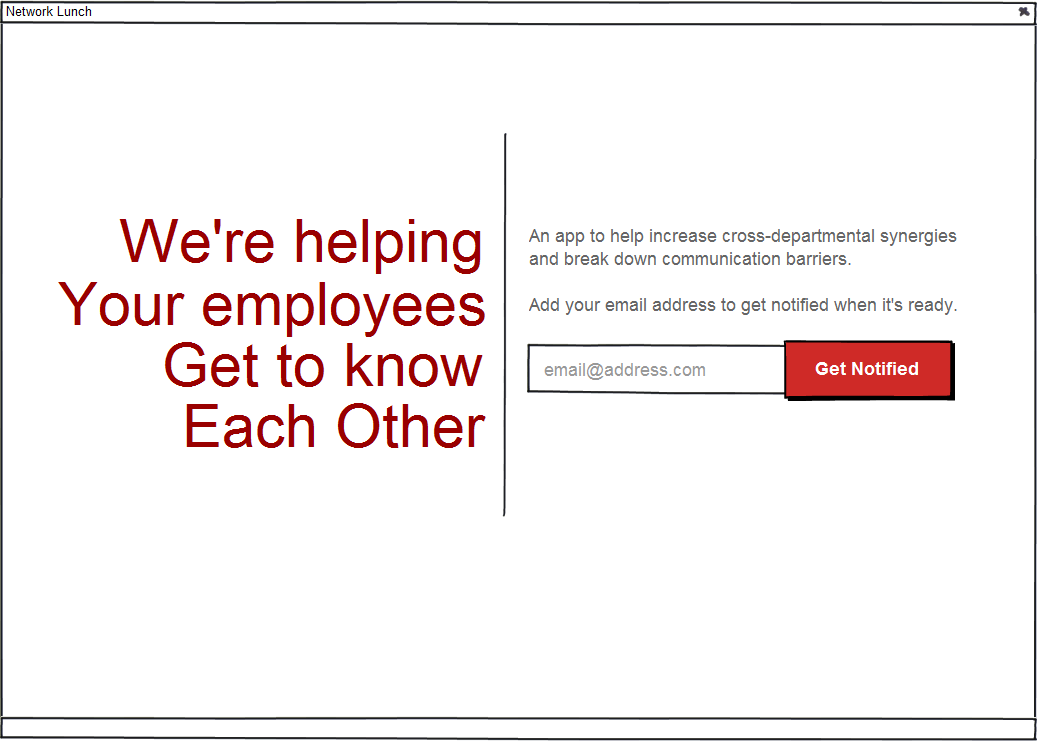 Network Lunch
We're helping
Your employees
Get to know
Each Other
An app to help increase cross-departmental synergies
and break down communication barriers.
Add your email address to get notified when it's ready.
email@address.com
Get Notified